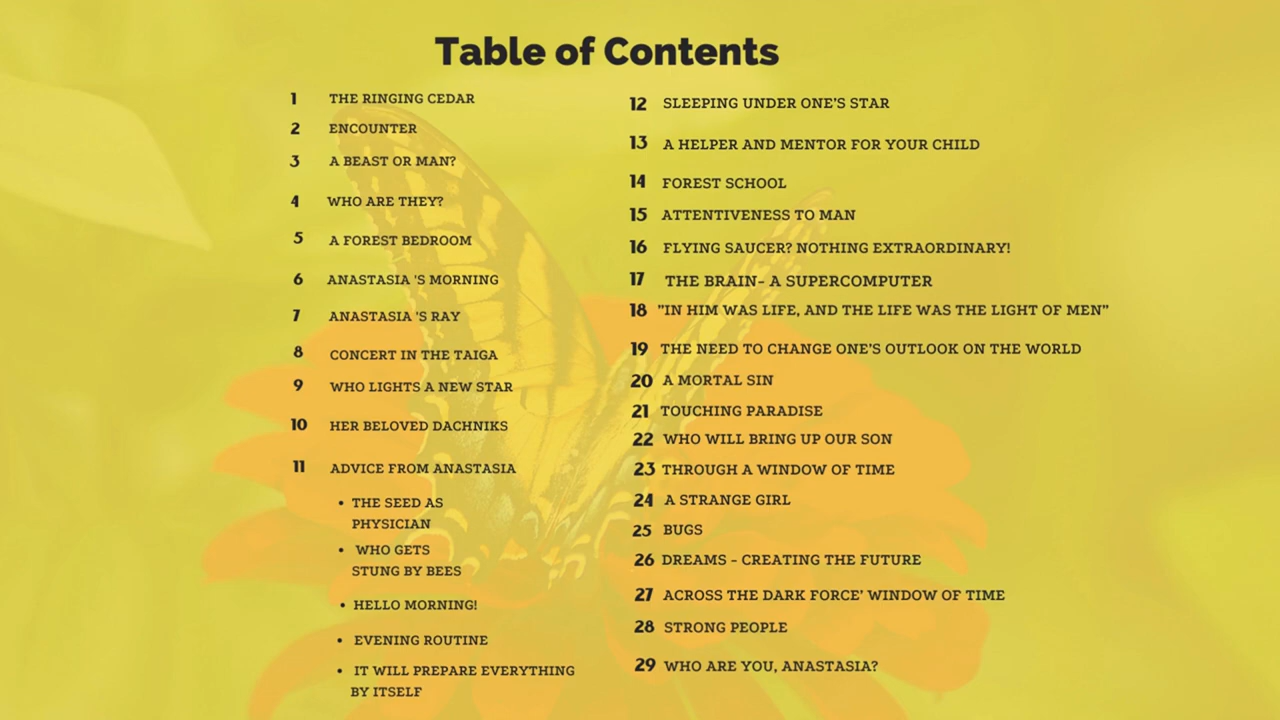 Table of Contents
1 THE RINGING CEDAR
2 ENCOUNTER
3 A BEAST OR MAN?
4 WHO ARE THEY?
5 A FOREST BEDROOM
6 ANASTASIA 'S MORNING
7 ANASTASIA 'S RAY
8 CONCERT IN THE TAIGA
9 WHO LIGHTS A NEW STAR
10 HER BELOVED DACHNIKS
11 ADVICE FROM ANASTASIA
• THE SEED AS
PHYSICIAN
• WHO GETS
STUNG BY BEES
• HELLO MORNING!
• EVENING ROUTINE
• IT WILL PREPARE EVERYTHING
BY ITSELF
12 SLEEPING UNDER ONE'S STAR
13 A HELPER AND MENTOR FOR YOUR CHILD
14 FOREST SCHOOL
15 ATTENTIVENESS TO MAN
16 FLYING SAUCER? NOTHING EXTRAORDINARY!
17 THE BRAIN- A SUPERCOMPUTER
18 "IN HIM WAS LIFE, AND THE LIFE WAS THE LIGHT OF MEN"
19 THE NEED TO CHANGE ONE'S OUTLOOK ON THE WORLD
20 A MORTAL SIN
21 TOUCHING PARADISE
22 WHO WILL BRING UP OUR SON
23 THROUGH A WINDOW OF TIME
24 A STRANGE GIRL
25 BUGS
26 DREAMS - CREATING THE FUTURE
27 ACROSS THE DARK FORCE' WINDOW OF TIME
28 STRONG PEOPLE
29 WHO ARE YOU, ANASTASIA?